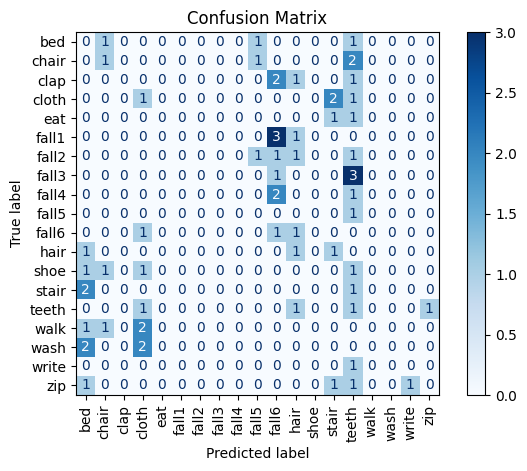 Confusion Matrix
bed 0 1 0 0 0 0 0 0 0 1 0 0 0 0 1 0 0 0 0
chair 0 1 0 0 0 0 0 0 0 1 0 0 0 0 2 0 0 0 0
clap 0 0 0 0 0 0 0 0 0 0 2 1 0 0 1 0 0 0 0
cloth 0 0 0 1 0 0 0 0 0 0 0 0 0 2 1 0 0 0 0
eat 0 0 0 0 0 0 0 0 0 0 0 0 0 1 1 0 0 0 0
fall1 0 0 0 0 0 0 0 0 0 0 3 1 0 0 0 0 0 0 0
fall2 0 0 0 0 0 0 0 0 0 1 1 1 0 0 1 0 0 0 0
fall3 0 0 0 0 0 0 0 0 0 0 1 0 0 0 3 0 0 0 0
fall4 0 0 0 0 0 0 0 0 0 0 2 0 0 0 1 0 0 0 0
fall5 0 0 0 0 0 0 0 0 0 0 0 0 0 0 1 0 0 0 0
fall6 0 0 0 1 0 0 0 0 0 0 1 1 0 0 0 0 0 0 0
hair 1 0 0 0 0 0 0 0 0 0 0 1 0 1 0 0 0 0 0
shoe 1 1 0 1 0 0 0 0 0 0 0 0 0 0 1 0 0 0 0
stair 2 0 0 0 0 0 0 0 0 0 0 0 0 0 1 0 0 0 0
teeth 0 0 0 1 0 0 0 0 0 0 0 1 0 0 1 0 0 0 1
walk 1 1 0 2 0 0 0 0 0 0 0 0 0 0 0 0 0 0 0
wash 2 0 0 2 0 0 0 0 0 0 0 0 0 0 0 0 0 0 0
write 0 0 0 0 0 0 0 0 0 0 0 0 0 0 1 0 0 0 0
zip 1 0 0 0 0 0 0 0 0 0 0 0 0 1 1 0 0 1 0
True label
bed chair clap cloth eat fall1 fall2 fall3 fall4 fall5 fall6 hair shoe stair teeth walk wash write zip
Predicted label
3.0
2.5
2.0
1.5
1.0
0.5
0.0